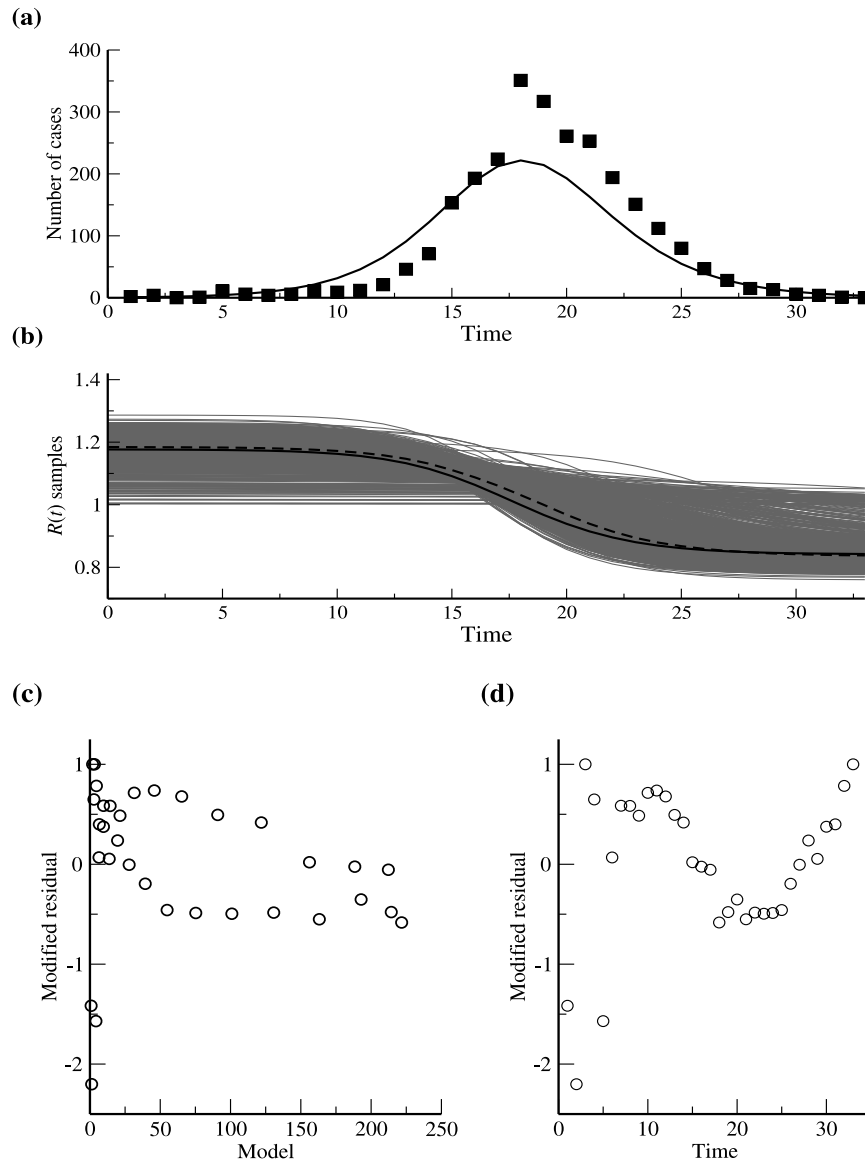 (a)
400
300
200
100
0
Number of cases
0 5 10 15 20 25 30
Time
(b)
1.4
1.2
1
0.8
R(t) samples
0 5 10 15 20 25 30
Time
(c)
1
0
-1
-2
Modified residual
0 50 100 150 200 250
Model
(d)
1
0
-1
-2
Modified residual
0 10 20 30
Time